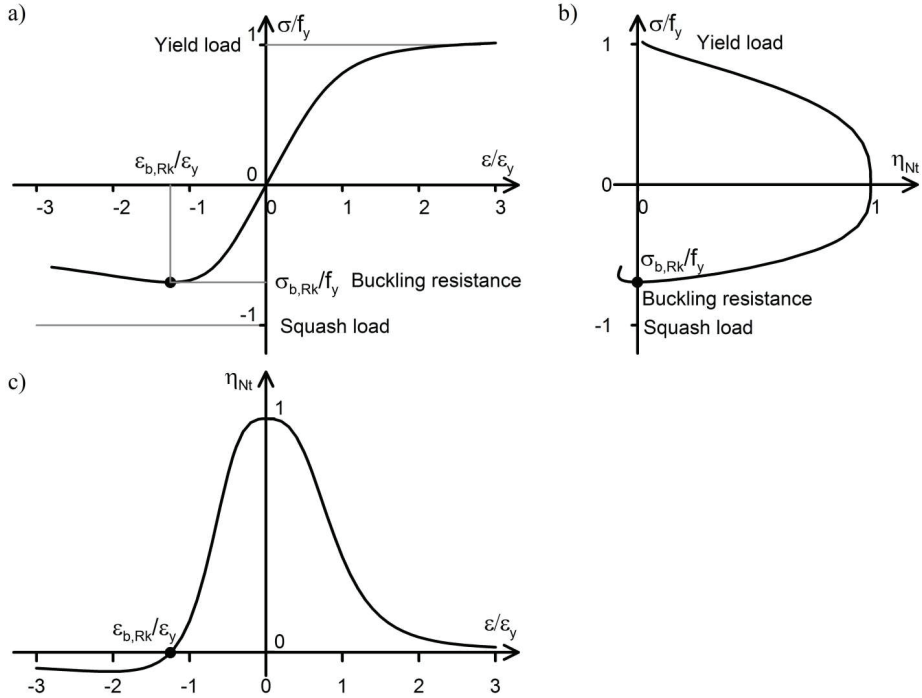 a)
σ/f_y
Yield load
1
ε_b,Rk/ε_y
0
ε/ε_y
-3 -2 -1 0 1 2 3
σ_b,Rk/f_y Buckling resistance
-1
Squash load
b)
σ/f_y
1
Yield load
η_Nt
0
0 1
σ_b,Rk/f_y
Buckling resistance
-1
Squash load
c)
η_Nt
1
ε_b,Rk/ε_y
0
ε/ε_y
-3 -2 -1 0 1 2 3